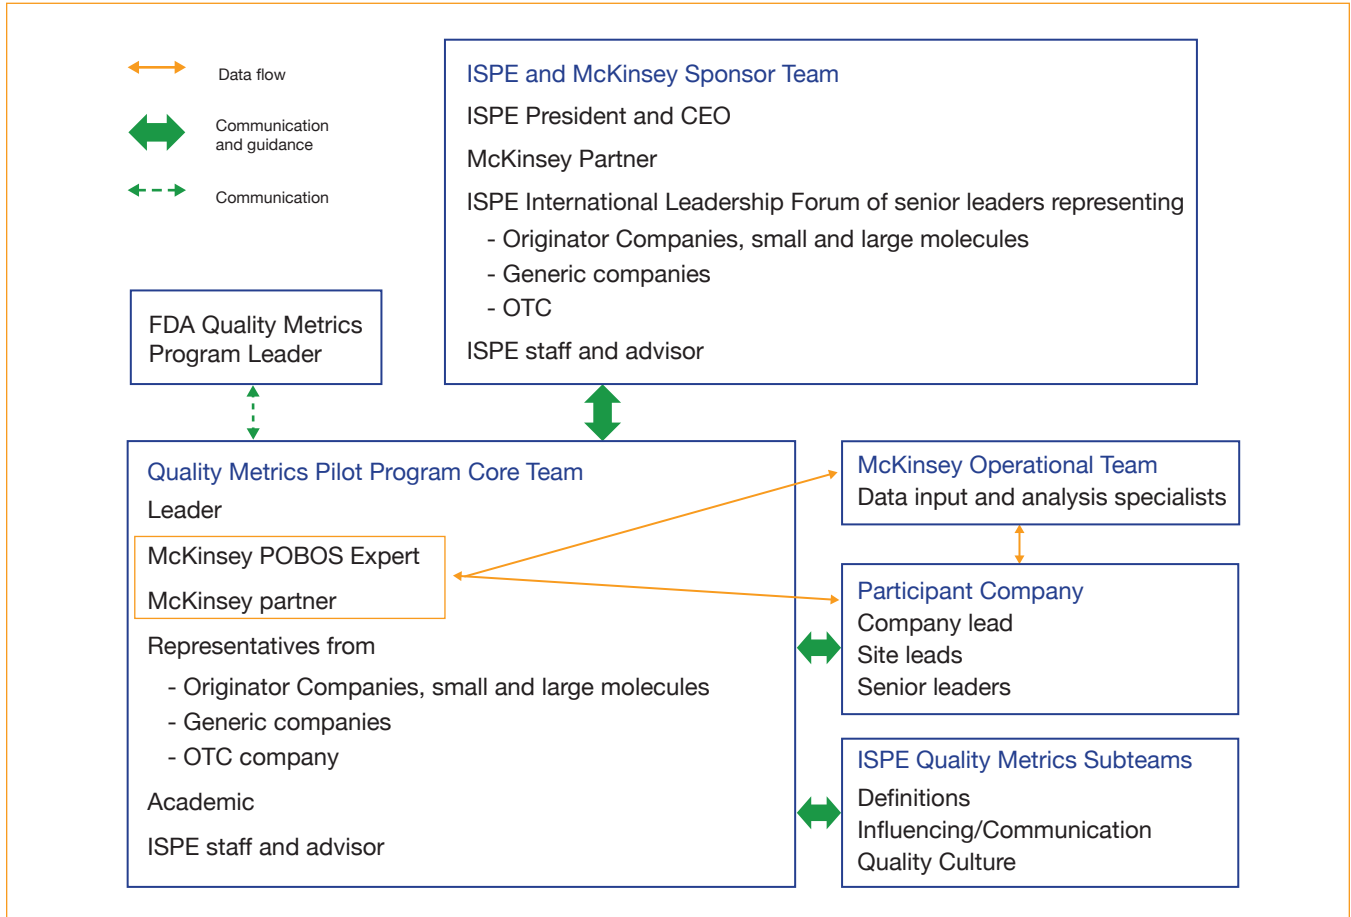 Data flow
Communication
and guidance
Communication
ISPE and McKinsey Sponsor Team
ISPE President and CEO
McKinsey Partner
ISPE International Leadership Forum of senior leaders representing
- Originator Companies, small and large molecules
- Generic companies
- OTC
ISPE staff and advisor
FDA Quality Metrics
Program Leader
Quality Metrics Pilot Program Core Team
Leader
McKinsey POBOS Expert
McKinsey partner
Representatives from
- Originator Companies, small and large molecules
- Generic companies
- OTC company
Academic
ISPE staff and advisor
McKinsey Operational Team
Data input and analysis specialists
Participant Company
Company lead
Site leads
Senior leaders
ISPE Quality Metrics Subteams
Definitions
Influencing/Communication
Quality Culture